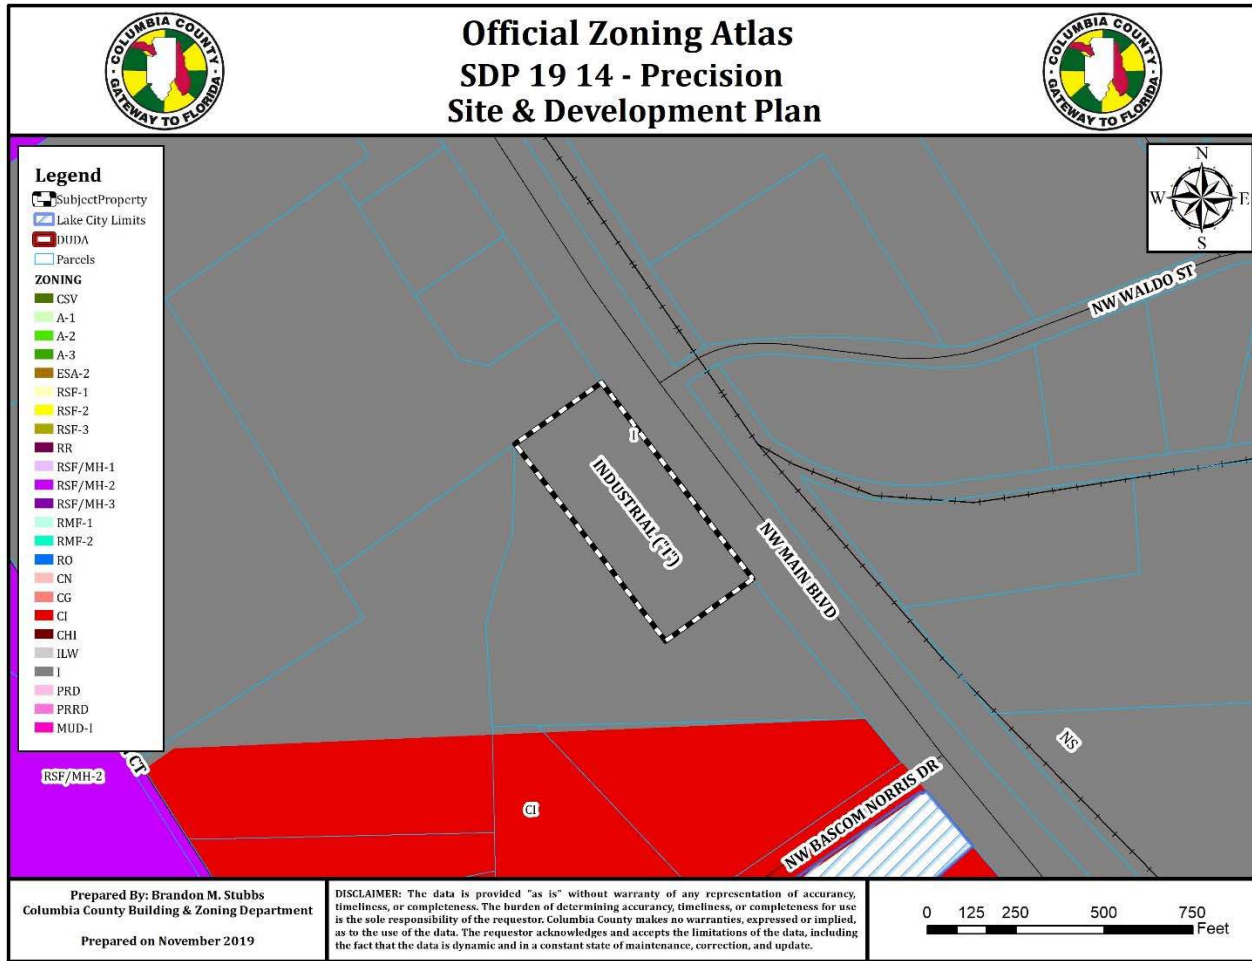 COLUMBIA COUNTY
GATEWAY TO FLORIDA
Official Zoning Atlas
SDP 19 14 - Precision
Site & Development Plan
COLUMBIA COUNTY
GATEWAY TO FLORIDA
Legend
SubjectProperty
Lake City Limits
DUDA
Parcels
ZONING
CSV
A-1
A-2
A-3
ESA-2
RSF-1
RSF-2
RSF-3
RR
RSF/MH-1
RSF/MH-2
RSF/MH-3
RMF-1
RMF-2
RO
CN
CG
CI
CHI
ILW
I
PRD
PRRD
MUD-I
N
W E
S
NW WALDO ST
I
INDUSTRIAL ("I")
NW MAIN BLVD
NS
CT
RSF/MH-2
CI
NW BASCOM NORRIS DR
Prepared By: Brandon M. Stubbs
Columbia County Building & Zoning Department
Prepared on November 2019
DISCLAIMER: The data is provided "as is" without warranty of any representation of accurancy,
timeliness, or completeness. The burden of determining accurancy, timeliness, or completeness for use
is the sole responsibility of the requestor. Columbia County makes no warranties, expressed or implied,
as to the use of the data. The requestor acknowledges and accepts the limitations of the data, including
the fact that the data is dynamic and in a constant state of maintenance, correction, and update.
0 125 250 500 750
Feet